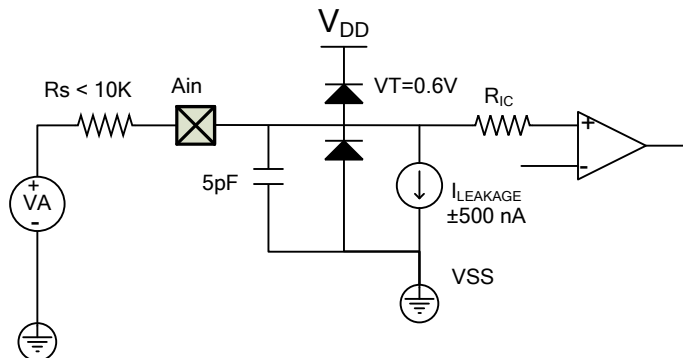 VDD
Rs < 10K
Ain
VT=0.6V
RIC
+
-
5pF
ILEAKAGE
±500 nA
+
VA
-
VSS